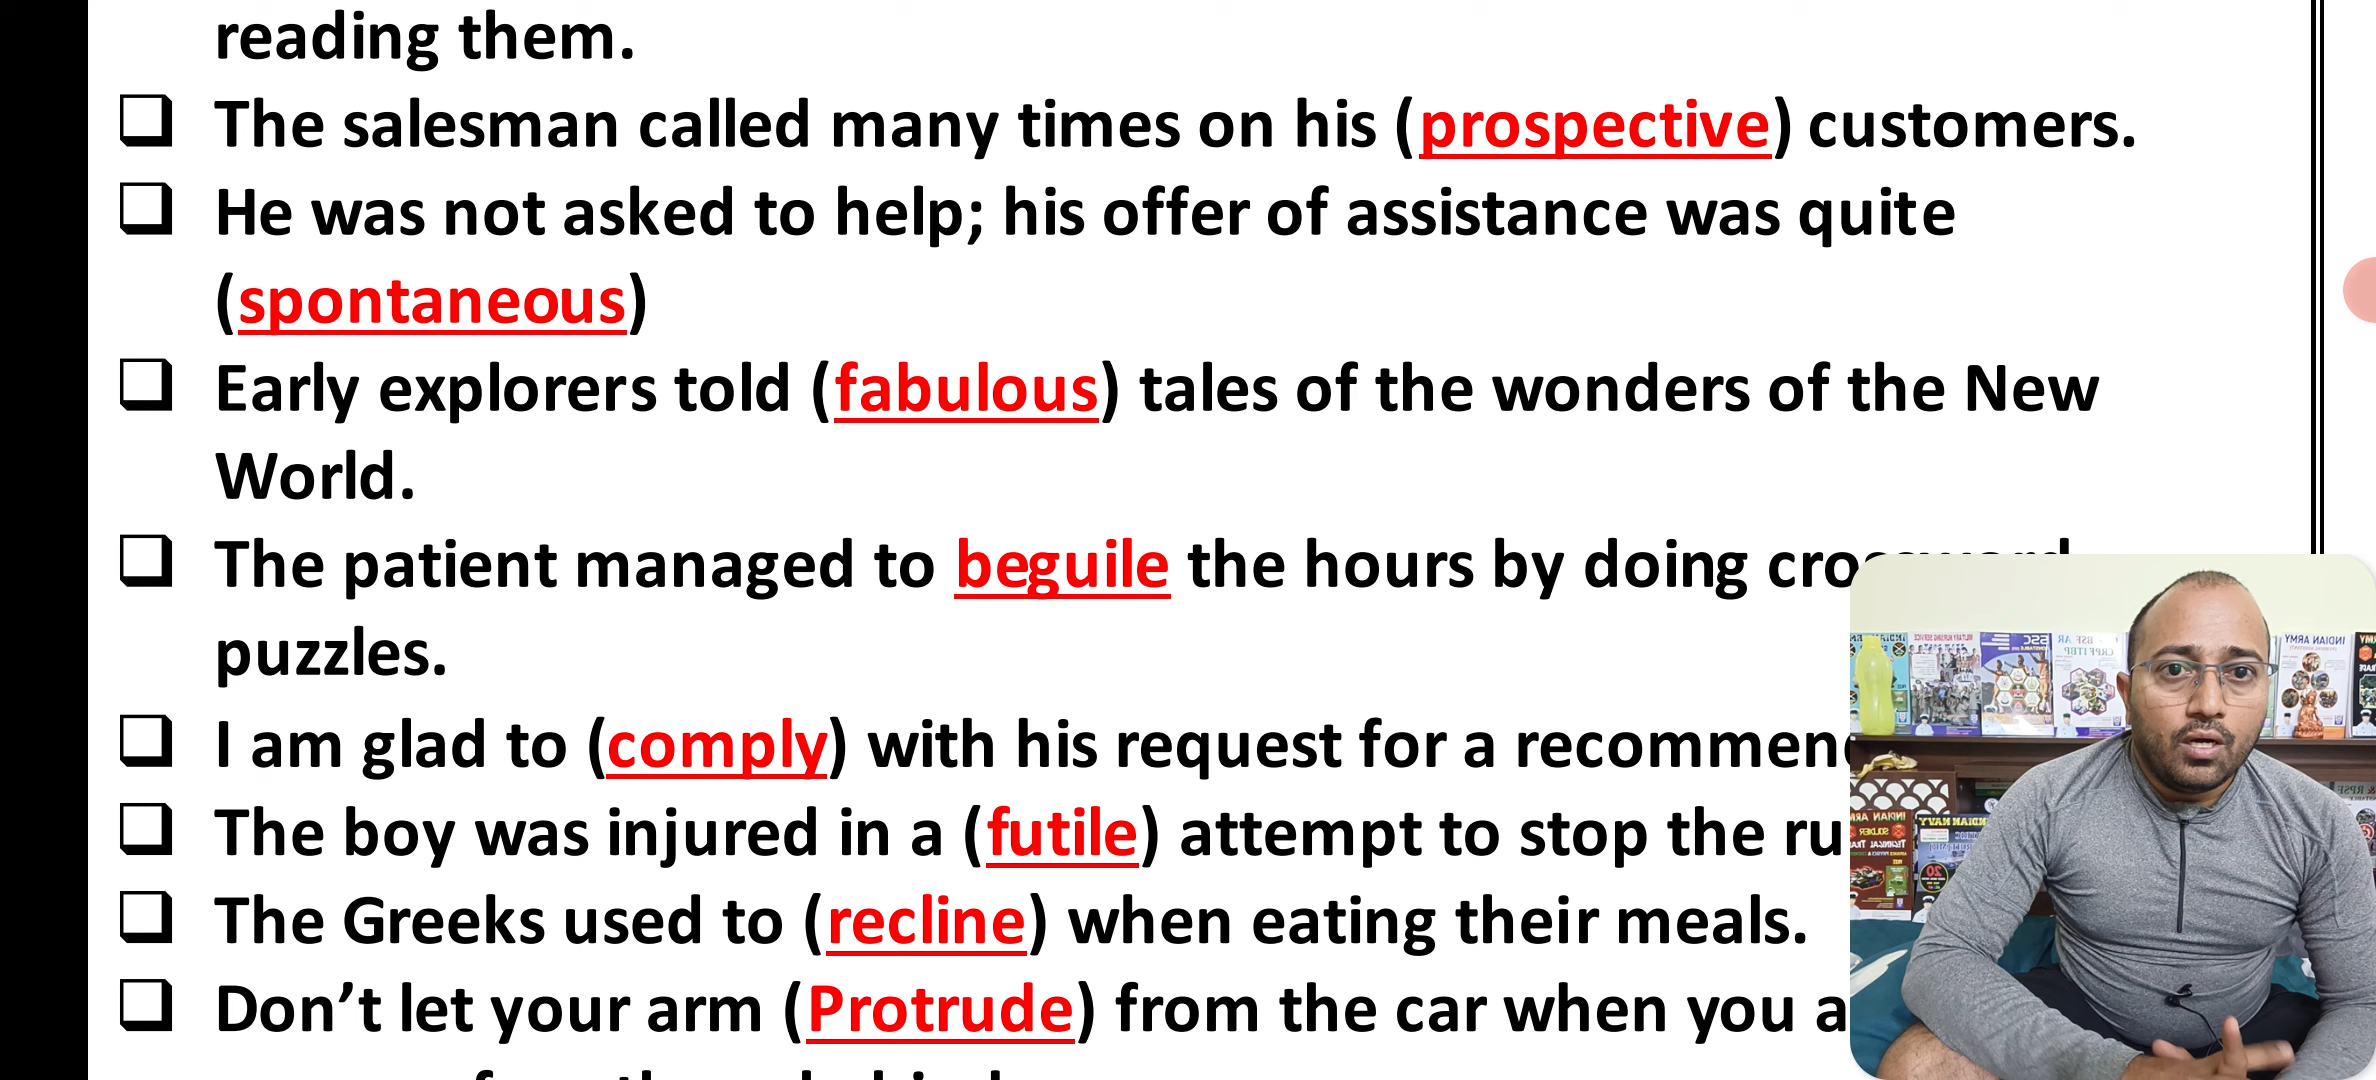 reading them.
❑ The salesman called many times on his (prospective) customers.
❑ He was not asked to help; his offer of assistance was quite
(spontaneous)
❑ Early explorers told (fabulous) tales of the wonders of the New
World.
❑ The patient managed to beguile the hours by doing
puzzles.
❑ I am glad to (comply) with his request for a
❑ The boy was injured in a (futile) attempt to stop the
❑ The Greeks used to (recline) when eating their meals.
❑ Don’t let your arm (Protrude) from the car when you
INDIAN ARMY
INDIAN NAVY